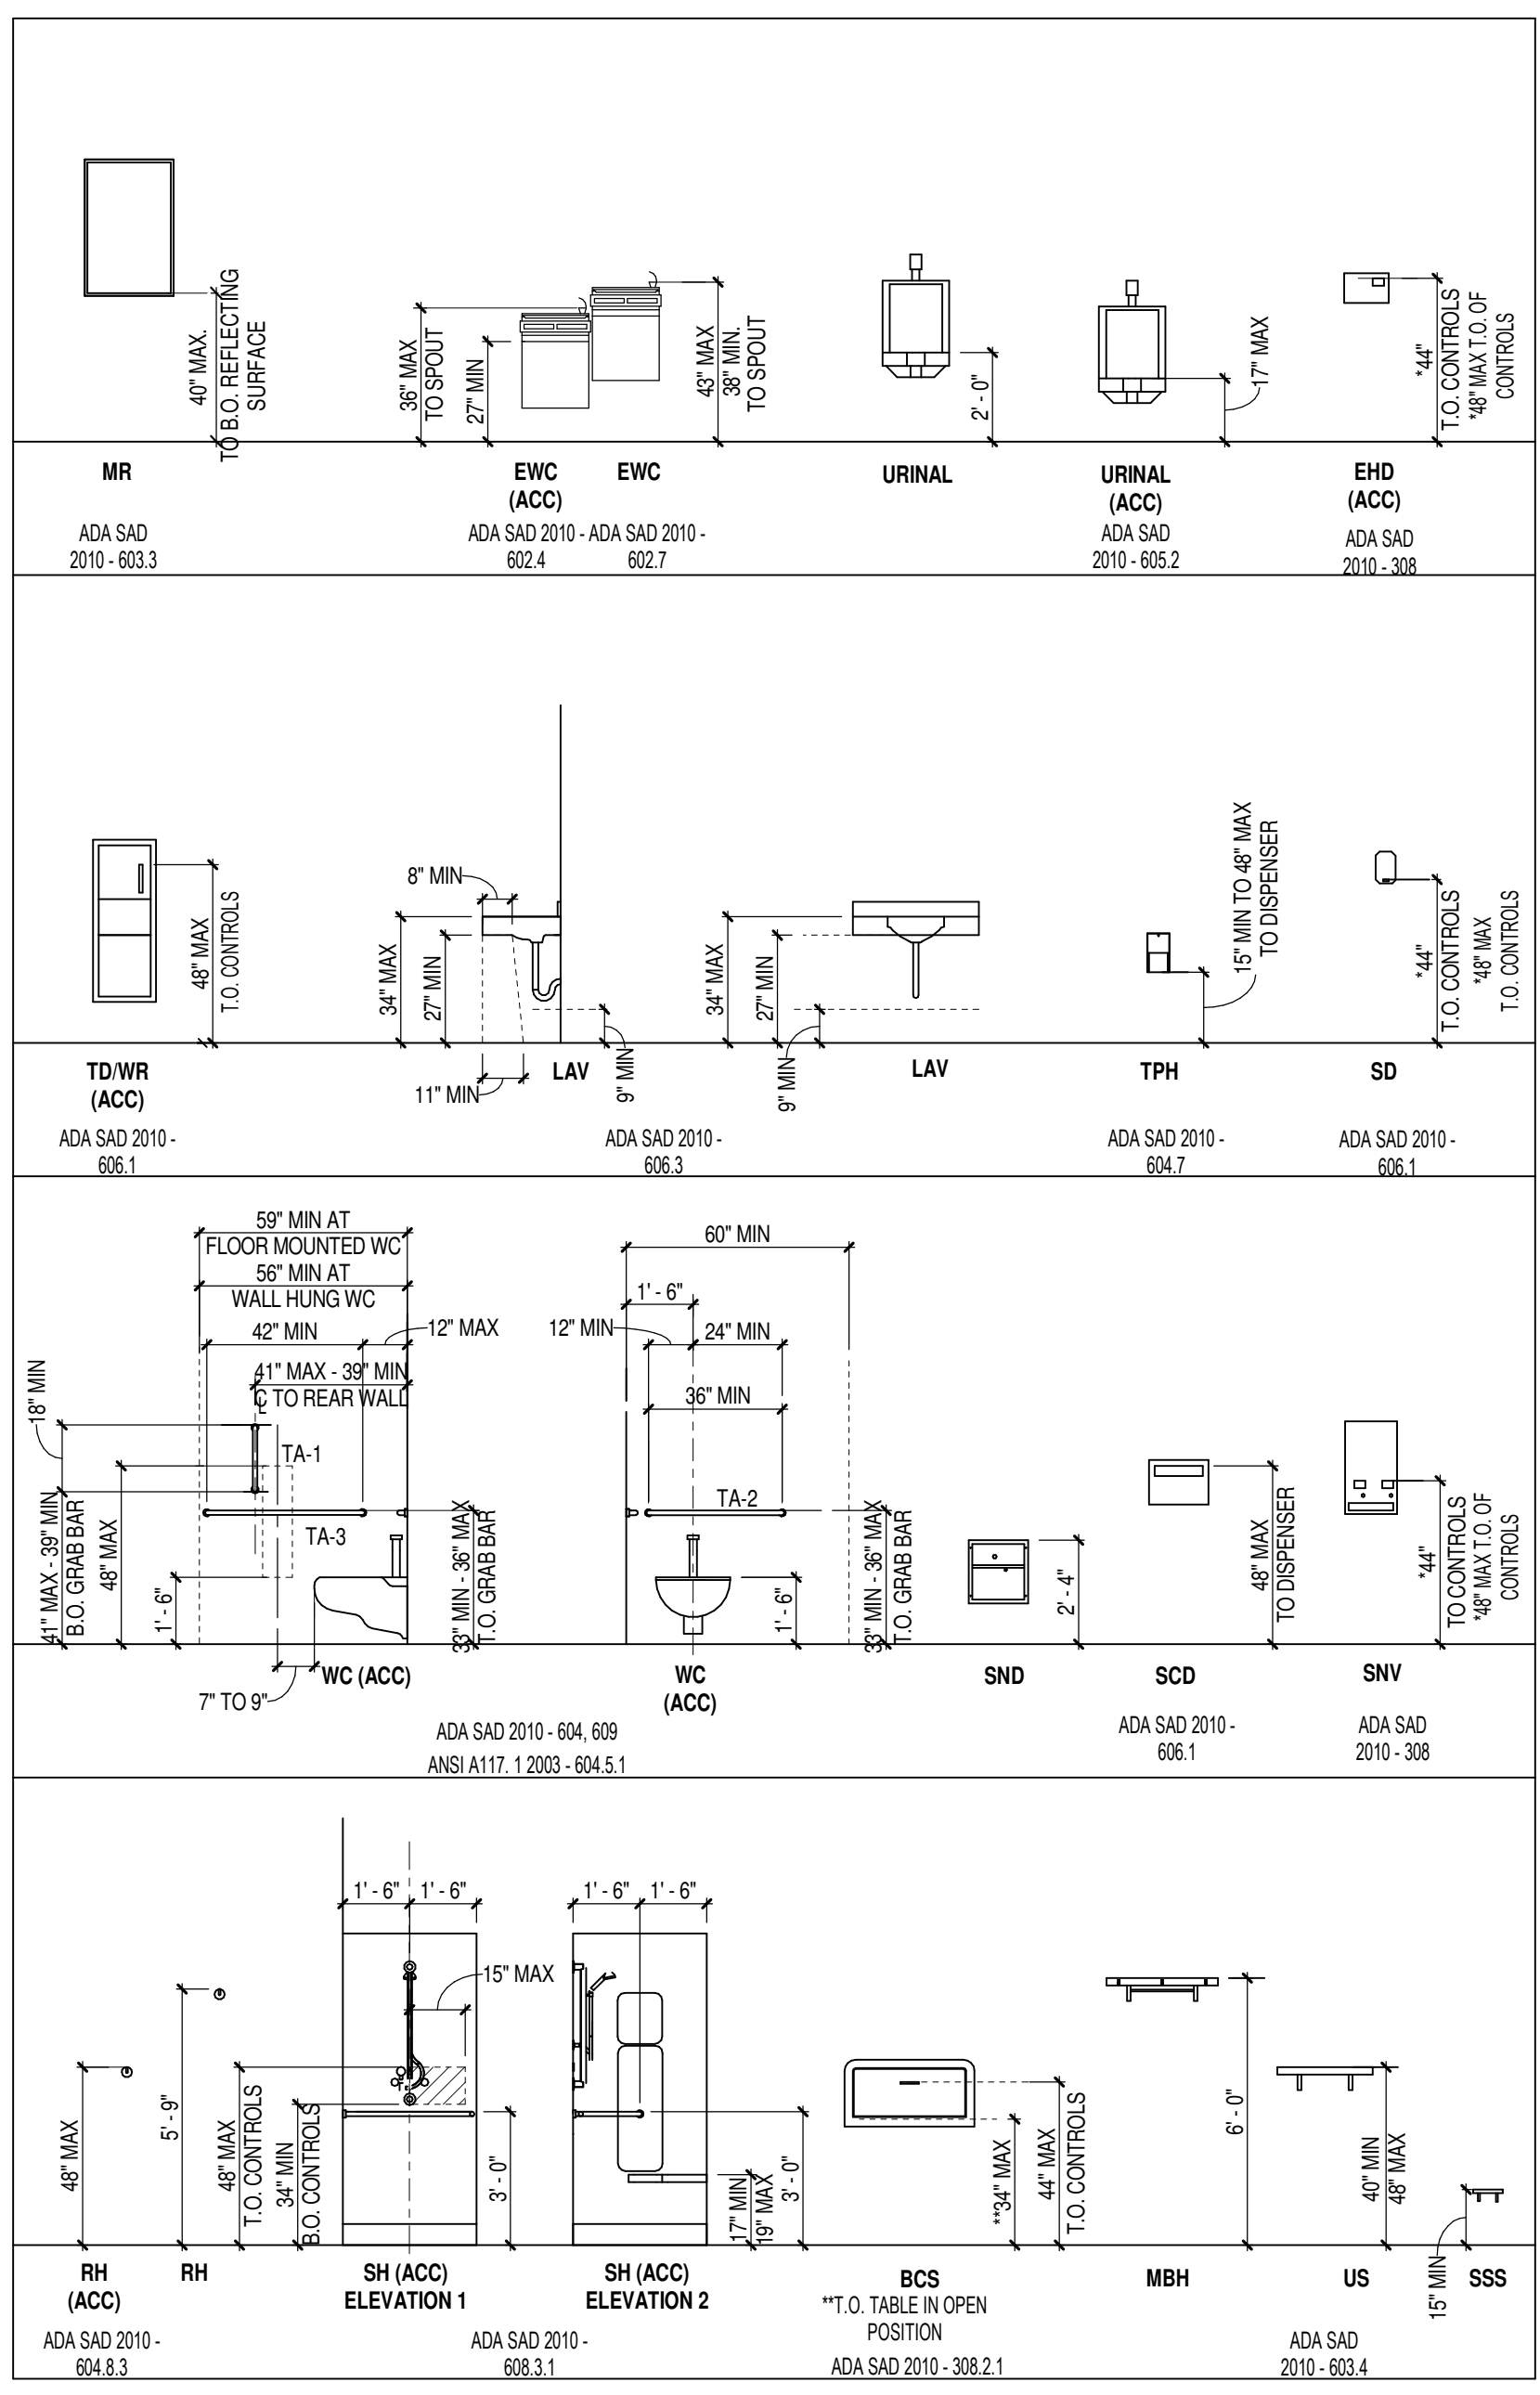 40" MAX.
TO B.O. REFLECTING
SURFACE
36" MAX
TO SPOUT
27" MIN
43" MAX
38" MIN.
TO SPOUT
2' - 0"
17" MAX
*44"
T.O. CONTROLS
*48" MAX T.O. OF
CONTROLS
MR
EWC
(ACC)
EWC
URINAL
URINAL
(ACC)
EHD
(ACC)
ADA SAD
2010 - 603.3
ADA SAD 2010 -
602.4
ADA SAD 2010 -
602.7
ADA SAD
2010 - 605.2
ADA SAD
2010 - 308
48" MAX
T.O. CONTROLS
8" MIN
34" MAX
27" MIN
11" MIN
9" MIN
34" MAX
27" MIN
9" MIN
15" MIN TO 48" MAX
TO DISPENSER
*44"
T.O. CONTROLS
*48" MAX
T.O. CONTROLS
TD/WR
(ACC)
LAV
LAV
TPH
SD
ADA SAD 2010 -
606.1
ADA SAD 2010 -
606.3
ADA SAD 2010 -
604.7
ADA SAD 2010 -
606.1
59" MIN AT
FLOOR MOUNTED WC
56" MIN AT
WALL HUNG WC
42" MIN
12" MAX
41" MAX - 39" MIN
℄ TO REAR WALL
18" MIN
41" MAX - 39" MIN
B.O. GRAB BAR
48" MAX
1' - 6"
TA-1
TA-3
33" MIN - 36" MAX
T.O. GRAB BAR
7" TO 9"
60" MIN
1' - 6"
12" MIN
24" MIN
36" MIN
TA-2
1' - 6"
33" MIN - 36" MAX
T.O. GRAB BAR
2' - 4"
48" MAX
TO DISPENSER
*44"
TO CONTROLS
*48" MAX T.O. OF
CONTROLS
WC (ACC)
WC
(ACC)
SND
SCD
SNV
ADA SAD 2010 - 604, 609
ANSI A117. 1 2003 - 604.5.1
ADA SAD 2010 -
606.1
ADA SAD
2010 - 308
48" MAX
5' - 9"
48" MAX
T.O. CONTROLS
34" MIN
B.O. CONTROLS
1' - 6"
1' - 6"
15" MAX
3' - 0"
1' - 6"
1' - 6"
17" MIN
19" MAX
3' - 0"
**34" MAX
44" MAX
T.O. CONTROLS
6' - 0"
40" MIN
48" MAX
15" MIN
RH
(ACC)
RH
SH (ACC)
ELEVATION 1
SH (ACC)
ELEVATION 2
BCS
**T.O. TABLE IN OPEN
POSITION
MBH
US
SSS
ADA SAD 2010 -
604.8.3
ADA SAD 2010 -
608.3.1
ADA SAD 2010 - 308.2.1
ADA SAD
2010 - 603.4